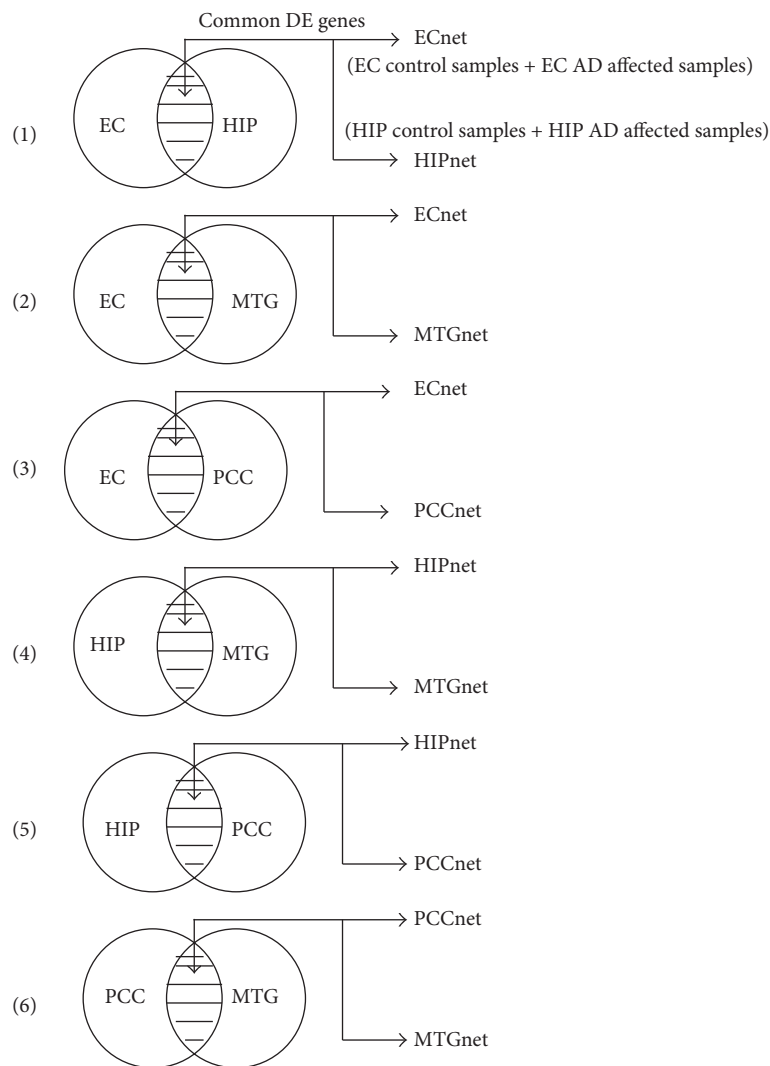 Common DE genes
ECnet
(EC control samples + EC AD affected samples)
(1)
EC
HIP
(HIP control samples + HIP AD affected samples)
HIPnet
ECnet
(2)
EC
MTG
MTGnet
ECnet
(3)
EC
PCC
PCCnet
HIPnet
(4)
HIP
MTG
MTGnet
HIPnet
(5)
HIP
PCC
PCCnet
PCCnet
(6)
PCC
MTG
MTGnet